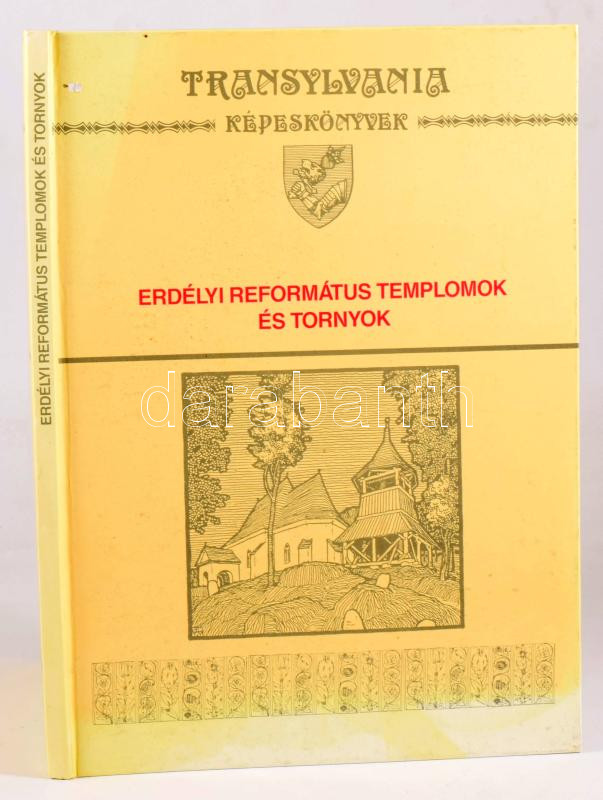 TRANSYLVANIA
KÉPESKÖNYVEK
ERDÉLYI REFORMÁTUS TEMPLOMOK
ÉS TORNYOK
ERDÉLYI REFORMÁTUS TEMPLOMOK ÉS TORNYOK
darabanth